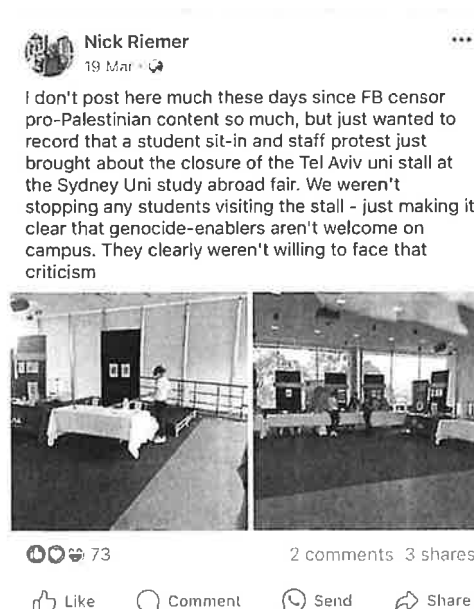 Nick Riemer
19 Mar
I don't post here much these days since FB censor
pro-Palestinian content so much, but just wanted to
record that a student sit-in and staff protest just
brought about the closure of the Tel Aviv uni stall at
the Sydney Uni study abroad fair. We weren't
stopping any students visiting the stall - just making it
clear that genocide-enablers aren't welcome on
campus. They clearly weren't willing to face that
criticism
73
2 comments 3 shares
Like Comment Send Share